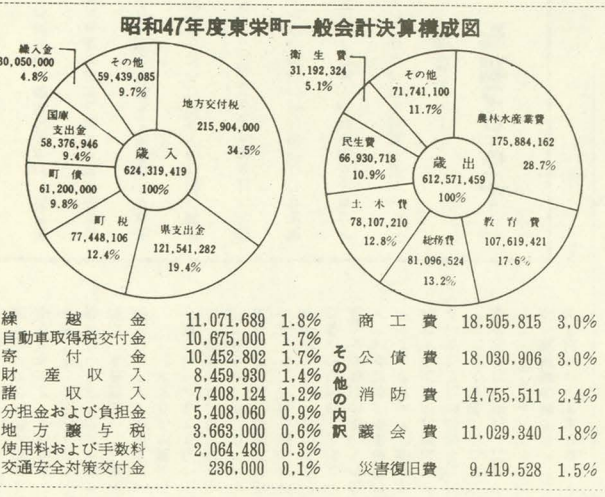 昭和47年度東栄町一般会計決算構成図
繰入金
30,050,000
4.8%
その他
59,439,085
9.7%
地方交付税
215,904,000
34.5%
国庫
支出金
58,376,946
9.4%
町債
61,200,000
9.8%
町税
77,448,106
12.4%
県支出金
121,541,282
19.4%
歳入
624,319,419
100%
衛生費
31,192,324
5.1%
その他
71,741,100
11.7%
農林水産業費
175,884,162
28.7%
民生費
66,930,718
10.9%
土木費
78,107,210
12.8%
総務費
81,096,524
13.2%
教育費
107,619,421
17.6%
歳出
612,571,459
100%
繰越金 11,071,689 1.8%
自動車取得税交付金 10,675,000 1.7%
寄付金 10,452,802 1.7%
財産収入 8,459,930 1.4%
諸収入 7,408,124 1.2%
分担金および負担金 5,408,060 0.9%
地方譲与税 3,663,000 0.6%
使用料及び手数料 2,064,480 0.3%
交通安全対策交付金 236,000 0.1%
その他の内訳
商工費 18,505,815 3.0%
公債費 18,030,906 3.0%
消防費 14,755,511 2.4%
議会費 11,029,340 1.8%
災害復旧費 9,419,528 1.5%